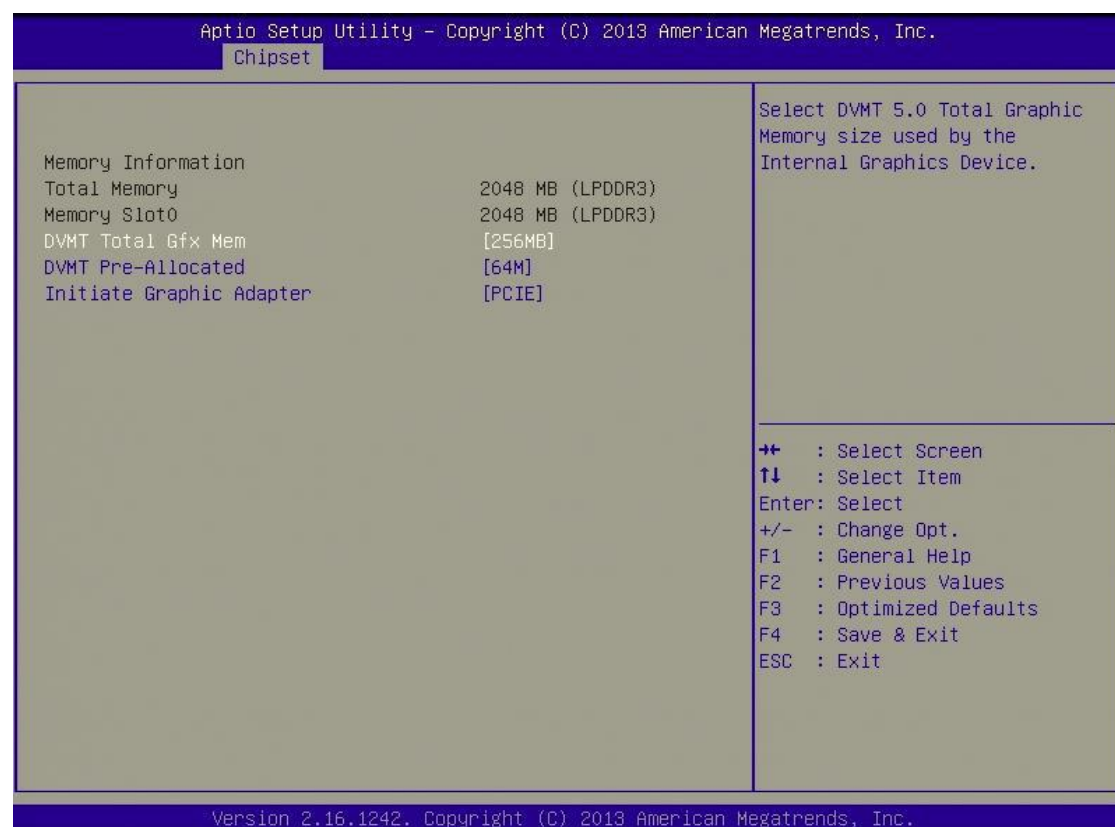 Aptio Setup Utility – Copyright (C) 2013 American Megatrends, Inc.
Chipset
Memory Information
Total Memory 2048 MB (LPDDR3)
Memory Slot0 2048 MB (LPDDR3)
DVMT Total Gfx Mem [256MB]
DVMT Pre-Allocated [64M]
Initiate Graphic Adapter [PCIE]
Select DVMT 5.0 Total Graphic
Memory size used by the
Internal Graphics Device.
→← : Select Screen
↑↓ : Select Item
Enter: Select
+/- : Change Opt.
F1 : General Help
F2 : Previous Values
F3 : Optimized Defaults
F4 : Save & Exit
ESC : Exit
Version 2.16.1242. Copyright (C) 2013 American Megatrends, Inc.